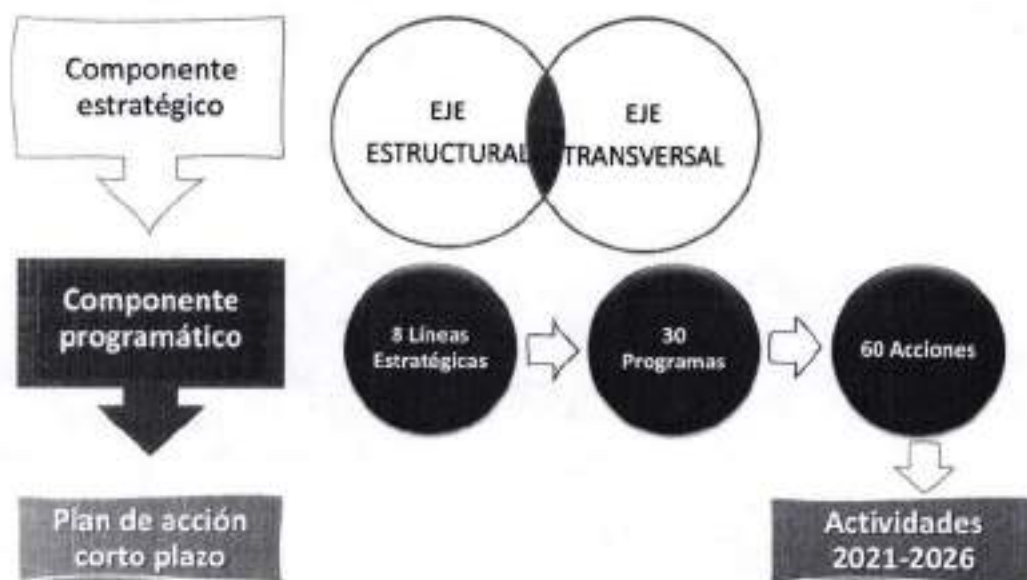 Componente
estratégico
EJE
ESTRUCTURAL
EJE
TRANSVERSAL
Componente
programático
8 Líneas
Estratégicas
30
Programas
60 Acciones
Plan de acción
corto plazo
Actividades
2021-2026